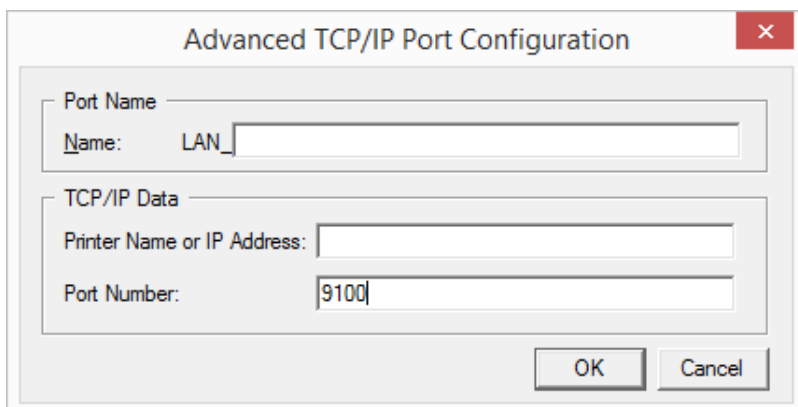 Advanced TCP/IP Port Configuration
×
Port Name
Name: LAN_
TCP/IP Data
Printer Name or IP Address:
Port Number: 9100
OK Cancel